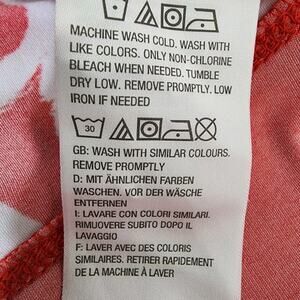 MACHINE WASH COLD. WASH WITH
LIKE COLORS. ONLY NON-CHLORINE
BLEACH WHEN NEEDED. TUMBLE
DRY LOW. REMOVE PROMPTLY. LOW
IRON IF NEEDED
30
GB: WASH WITH SIMILAR COLOURS.
REMOVE PROMPTLY
D: MIT ÄHNLICHEN FARBEN
WASCHEN. VOR DER WÄSCHE
ENTFERNEN
I: LAVARE CON COLORI SIMILARI.
RIMUOVERE SUBITO DOPO IL
LAVAGGIO
F: LAVER AVEC DES COLORIS
SIMILAIRES. RETIRER RAPIDEMENT
DE LA MACHINE À LAVER